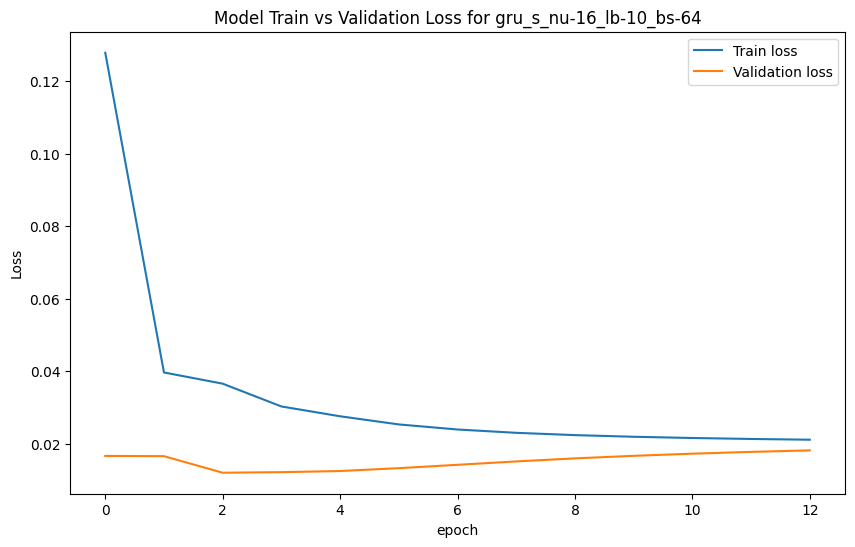 Model Train vs Validation Loss for gru_s_nu-16_lb-10_bs-64
Train loss
Validation loss
0.12
0.10
0.08
0.06
0.04
0.02
Loss
0 2 4 6 8 10 12
epoch